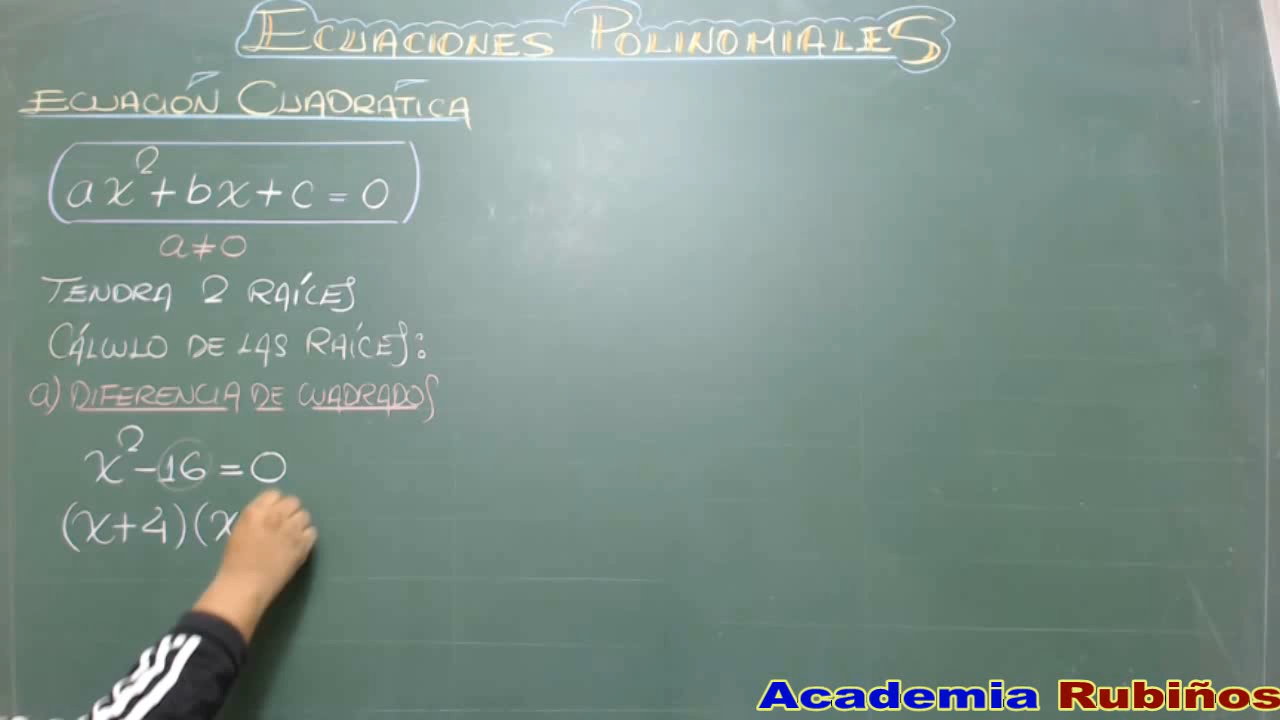 ECUACIONES POLINOMIALES
ECUACIÓN CUADRÁTICA
ax²+bx+c=0
a≠0
TENDRA 2 RAÍCES
CÁLCULO DE LAS RAÍCES:
a) DIFERENCIA DE CUADRADOS
x²-16=0
(x+4)(x
Academia Rubiños